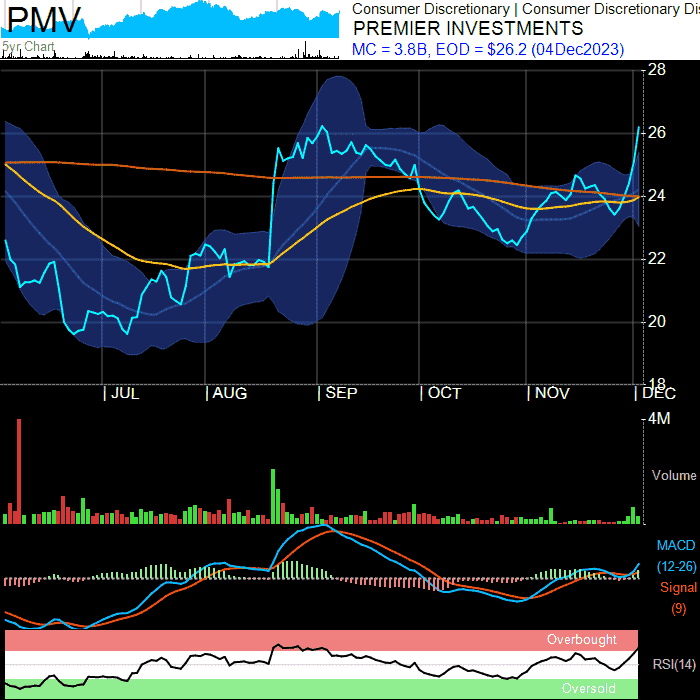 PMV
5yr Chart
Consumer Discretionary | Consumer Discretionary Dis
PREMIER INVESTMENTS
MC = 3.8B, EOD = $26.2 (04Dec2023)
28
26
24
22
20
18
| JUL | AUG | SEP | OCT | NOV | DEC
4M
Volume
MACD
(12-26)
Signal
(9)
Overbought
RSI(14)
Oversold